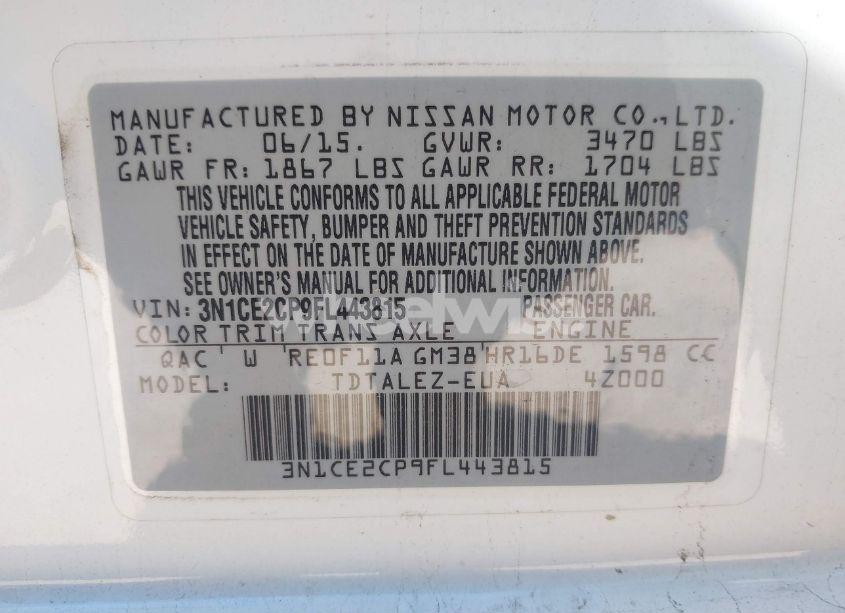 MANUFACTURED BY NISSAN MOTOR CO., LTD.
DATE: 06/15. GVWR: 3470 LBS
GAWR FR: 1867 LBS GAWR RR: 1704 LBS
THIS VEHICLE CONFORMS TO ALL APPLICABLE FEDERAL MOTOR
VEHICLE SAFETY, BUMPER AND THEFT PREVENTION STANDARDS
IN EFFECT ON THE DATE OF MANUFACTURE SHOWN ABOVE.
SEE OWNER'S MANUAL FOR ADDITIONAL INFORMATION.
VIN: 3N1CE2CP9FL443815 PASSENGER CAR.
COLOR TRIM TRANS AXLE ENGINE
QAC W RE0F11A GM38 HR16DE 1598 CC
MODEL: TDTALEZ-EUA 4Z000
3N1CE2CP9FL443815